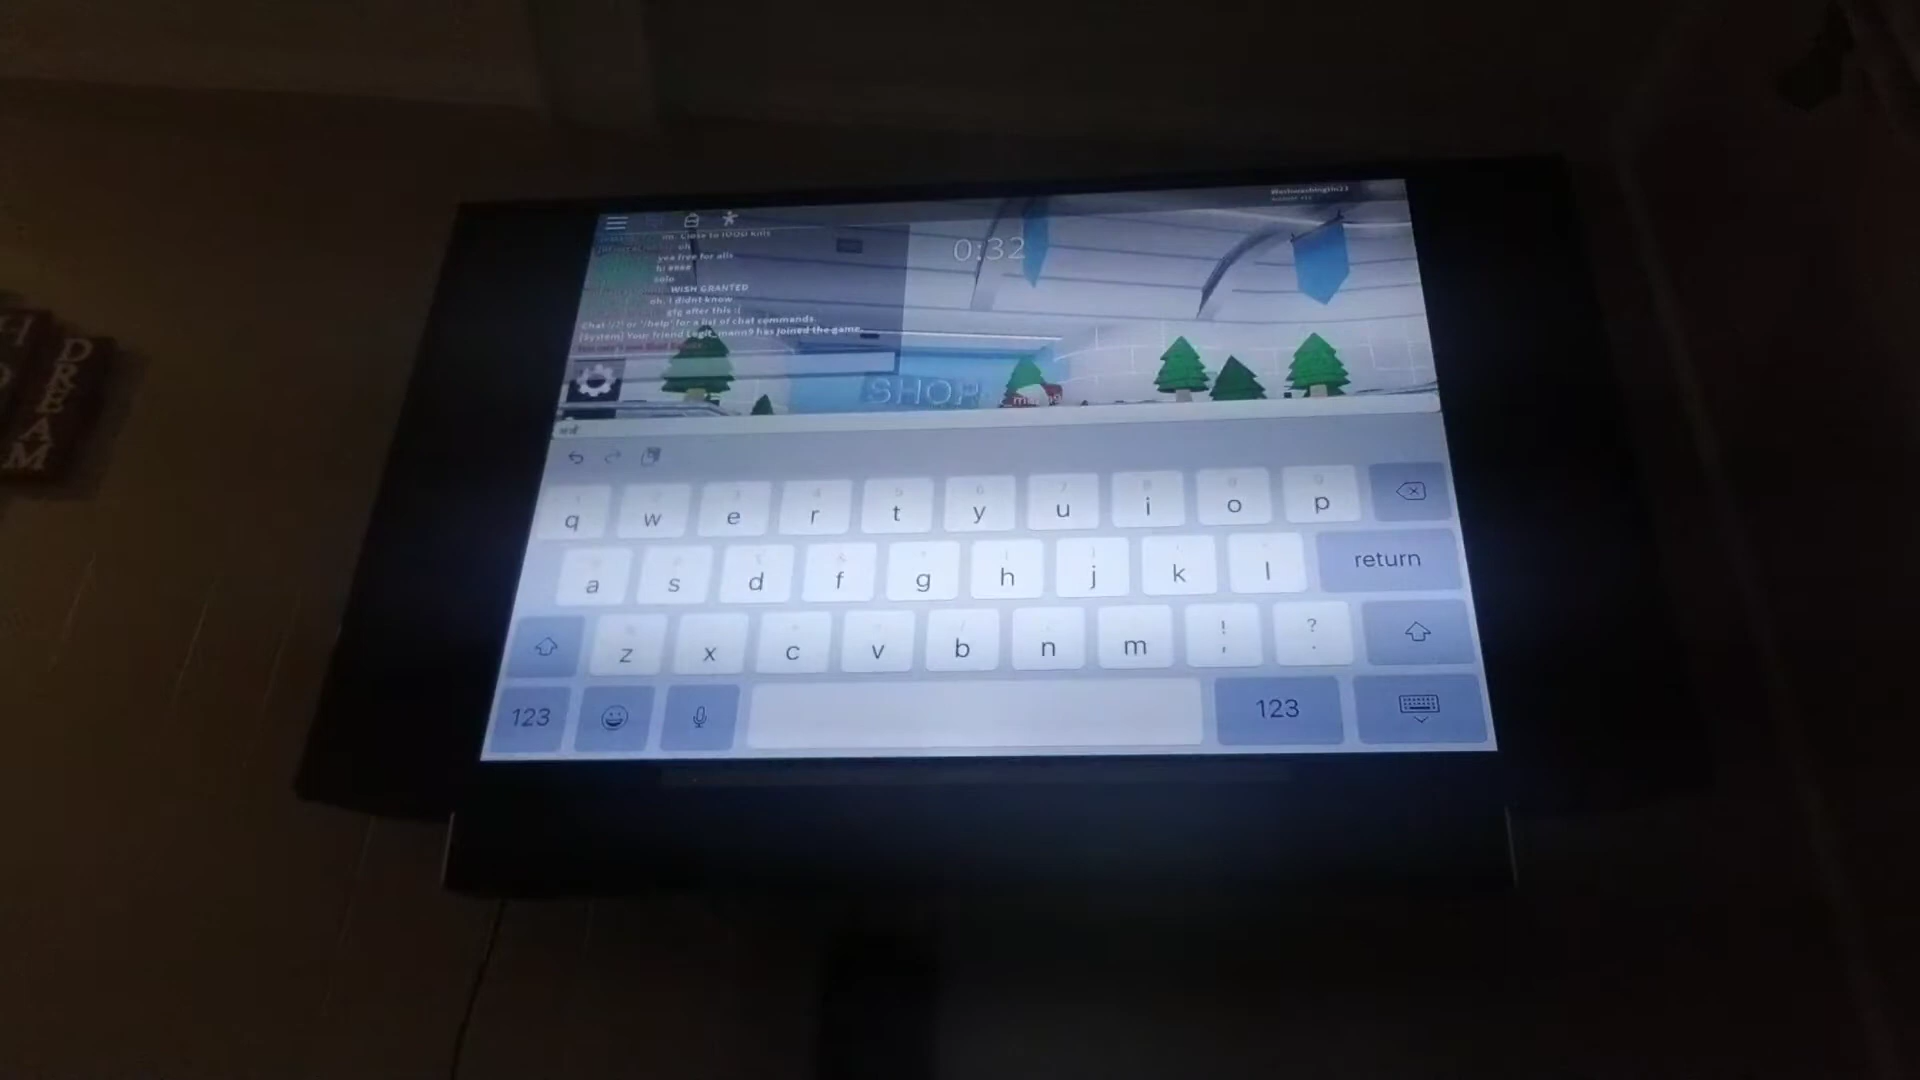 DREAM
m. Close to 1000 kills
oh
yea free for alls
solo
WISH GRANTED
oh, I didnt know
gtg after this :(
Chat '/?' or '/help' for a list of chat commands.
[System] Your friend Legit_mann9 has joined the game.
0:32
SHOP
q w e r t y u i o p
a s d f g h j k l return
z x c v b n m ! , ? .
123 123